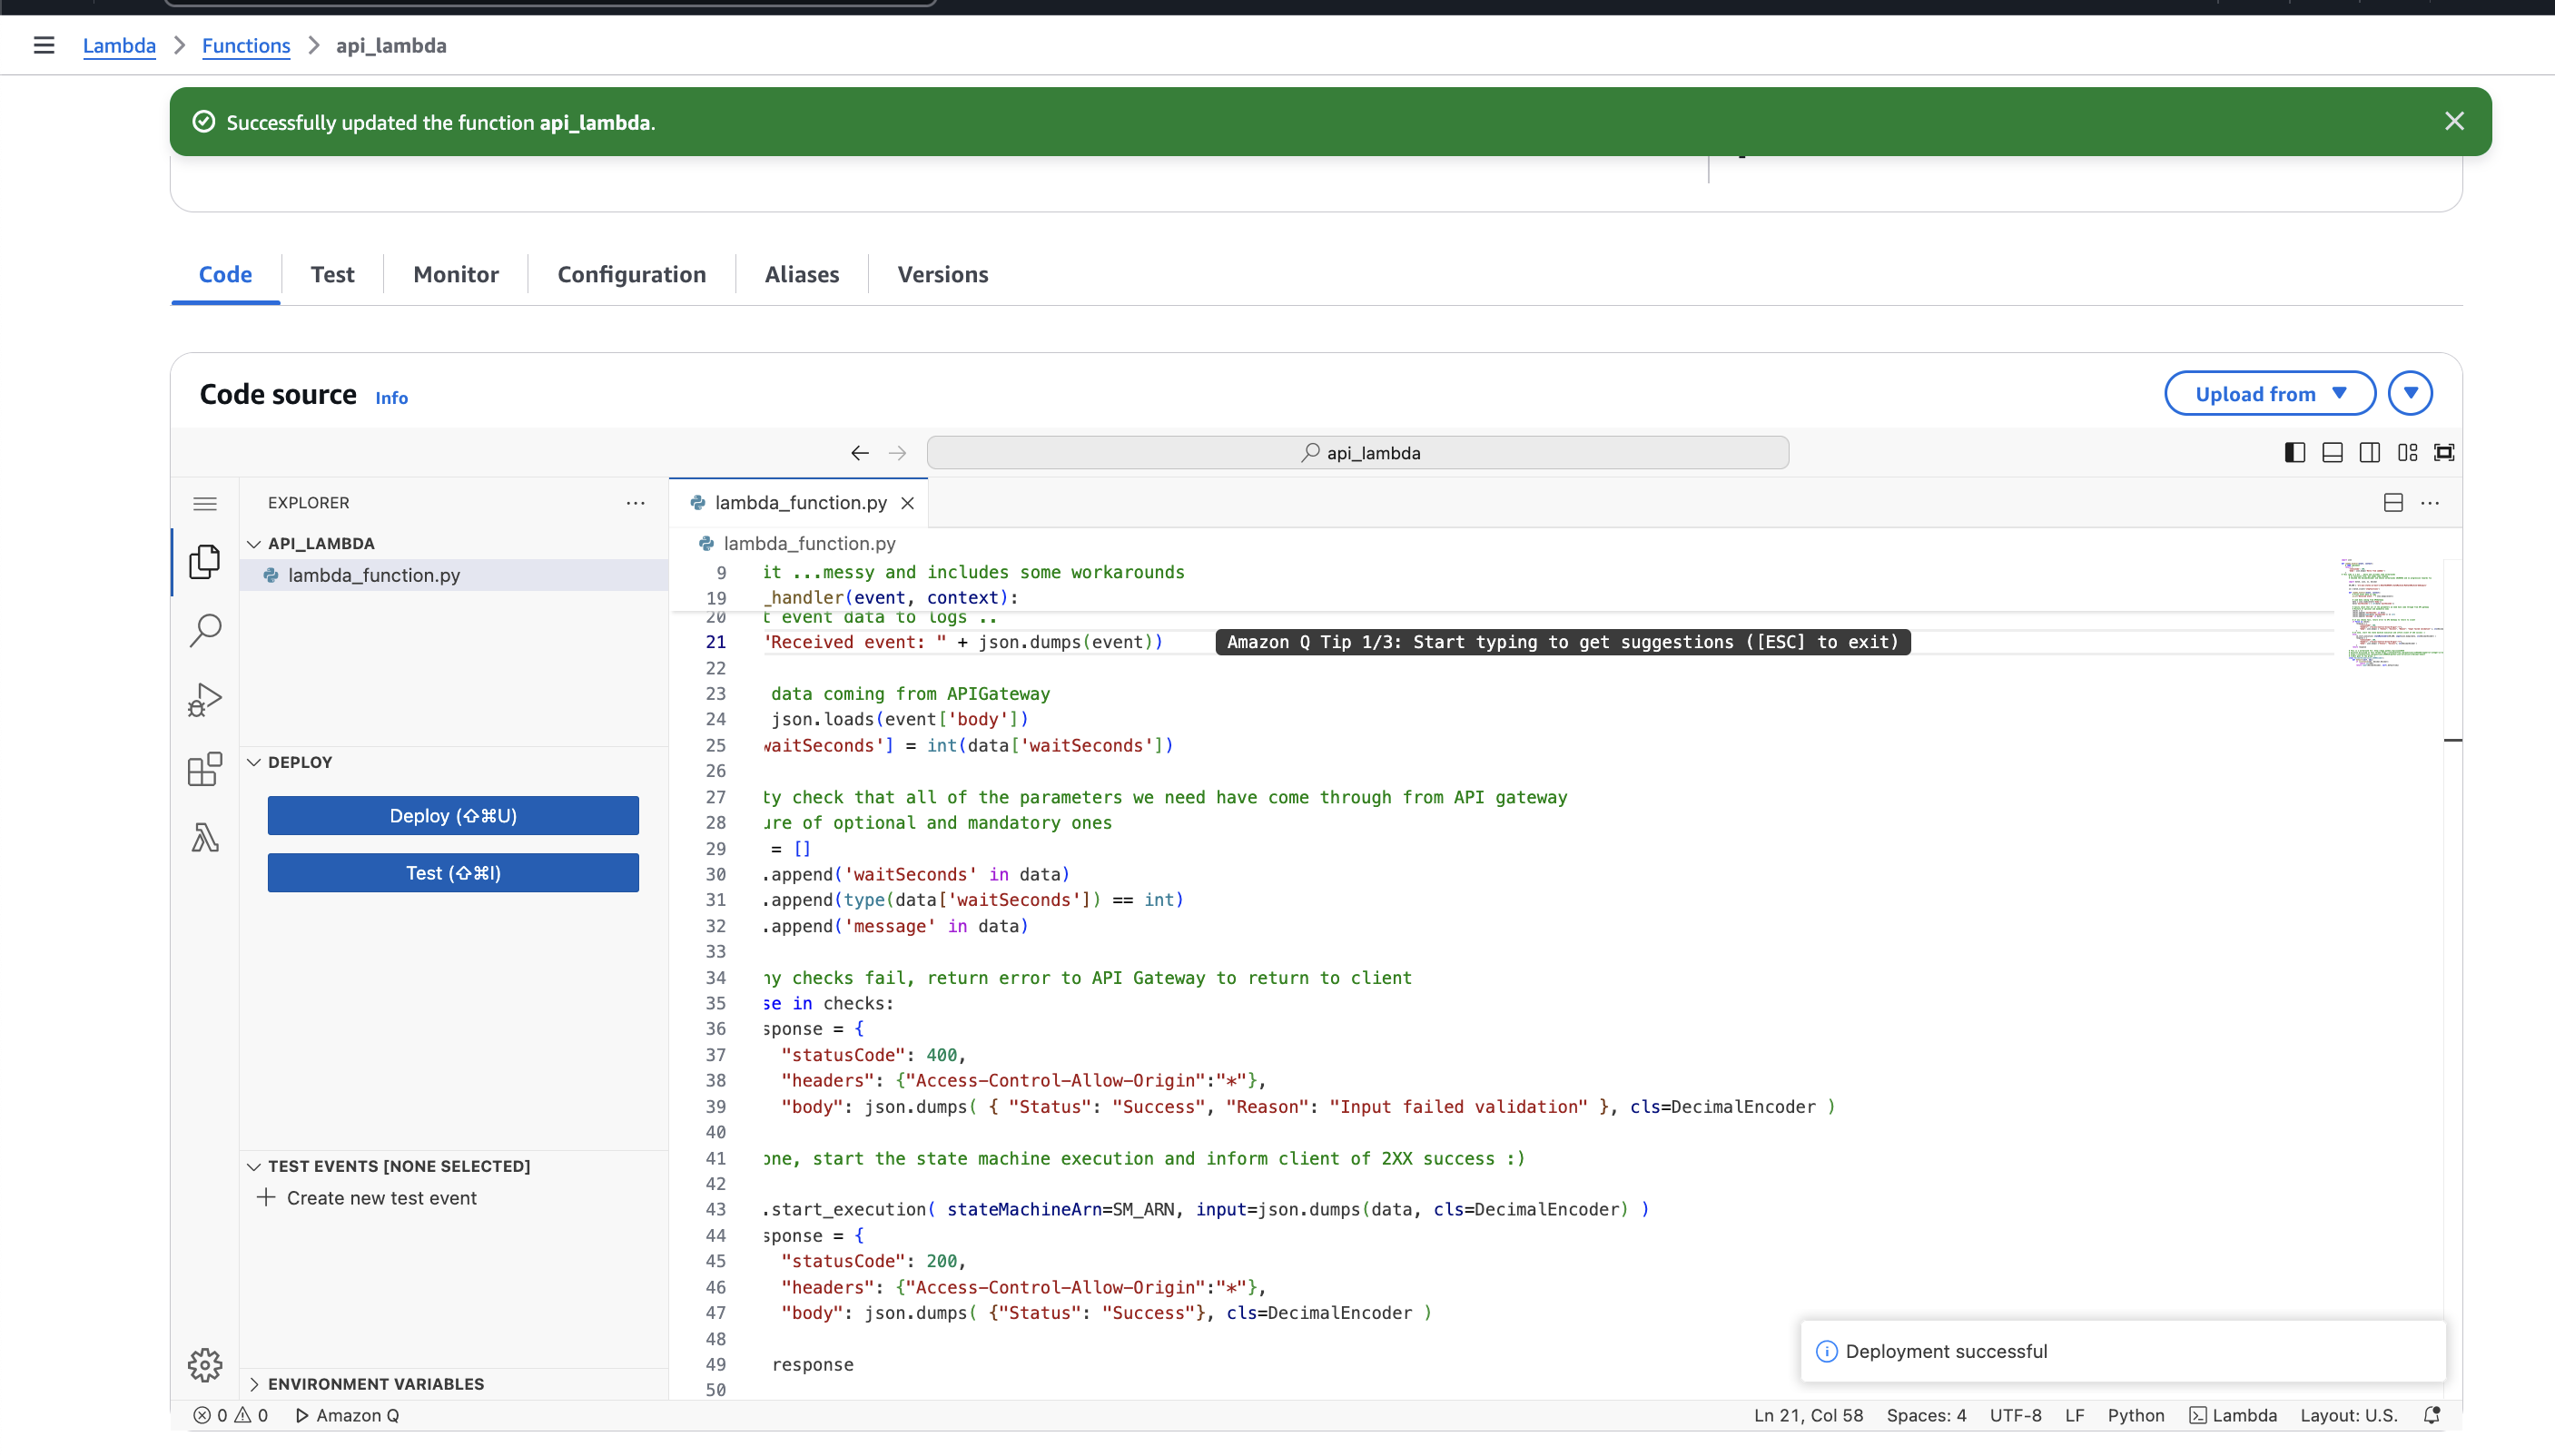 Lambda > Functions > api_lambda
Successfully updated the function api_lambda.
Code
Test
Monitor
Configuration
Aliases
Versions
Code source Info
Upload from
api_lambda
EXPLORER
API_LAMBDA
lambda_function.py
DEPLOY
Deploy (⇧⌘U)
Test (⇧⌘I)
TEST EVENTS [NONE SELECTED]
Create new test event
ENVIRONMENT VARIABLES
lambda_function.py
lambda_function.py
9 it ...messy and includes some workarounds
19 _handler(event, context):
20 t event data to logs ..
21 "Received event: " + json.dumps(event)) Amazon Q Tip 1/3: Start typing to get suggestions ([ESC] to exit)
22
23 data coming from APIGateway
24 json.loads(event['body'])
25 waitSeconds'] = int(data['waitSeconds'])
26
27 ty check that all of the parameters we need have come through from API gateway
28 ure of optional and mandatory ones
29 = []
30 .append('waitSeconds' in data)
31 .append(type(data['waitSeconds']) == int)
32 .append('message' in data)
33
34 ny checks fail, return error to API Gateway to return to client
35 se in checks:
36 sponse = {
37 "statusCode": 400,
38 "headers": {"Access-Control-Allow-Origin":"*"},
39 "body": json.dumps( { "Status": "Success", "Reason": "Input failed validation" }, cls=DecimalEncoder )
40
41 one, start the state machine execution and inform client of 2XX success :)
42
43 .start_execution( stateMachineArn=SM_ARN, input=json.dumps(data, cls=DecimalEncoder) )
44 sponse = {
45 "statusCode": 200,
46 "headers": {"Access-Control-Allow-Origin":"*"},
47 "body": json.dumps( {"Status": "Success"}, cls=DecimalEncoder )
48
49 response
50
Deployment successful
0 0 Amazon Q
Ln 21, Col 58 Spaces: 4 UTF-8 LF Python Lambda Layout: U.S.